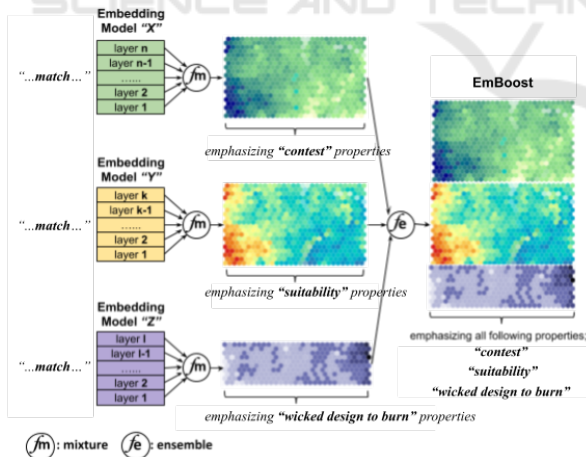 SCIENCE AND TECHNOL
Embedding
Model "X"
layer n
layer n-1
......
layer 2
layer 1
"...match..."
fm
emphasizing "contest" properties
Embedding
Model "Y"
layer k
layer k-1
......
layer 2
layer 1
"...match..."
fm
emphasizing "suitability" properties
Embedding
Model "Z"
layer l
layer l-1
......
layer 2
layer 1
"...match..."
fm
emphasizing "wicked design to burn" properties
fe
EmBoost
emphasizing all following properties;
"contest"
"suitability"
"wicked design to burn"
fm : mixture fe : ensemble